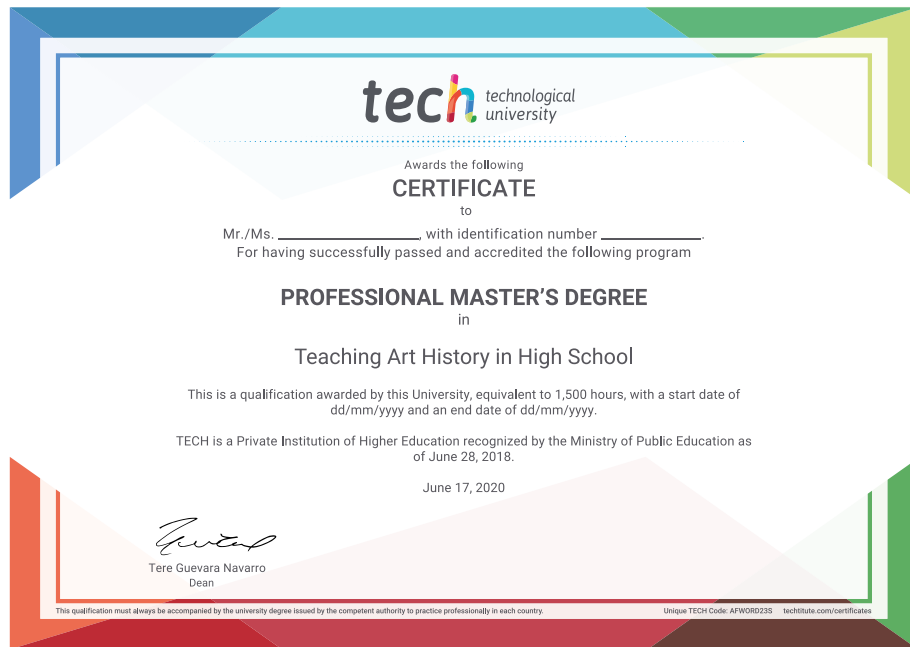 tech technological
university
Awards the following
CERTIFICATE
to
Mr./Ms. ____________________, with identification number ______________.
For having successfully passed and accredited the following program
PROFESSIONAL MASTER'S DEGREE
in
Teaching Art History in High School
This is a qualification awarded by this University, equivalent to 1,500 hours, with a start date of
dd/mm/yyyy and an end date of dd/mm/yyyy.
TECH is a Private Institution of Higher Education recognized by the Ministry of Public Education as
of June 28, 2018.
June 17, 2020
Tere Guevara Navarro
Dean
This qualification must always be accompanied by the university degree issued by the competent authority to practice professionally in each country. Unique TECH Code: AFWORD23S techtitute.com/certificates